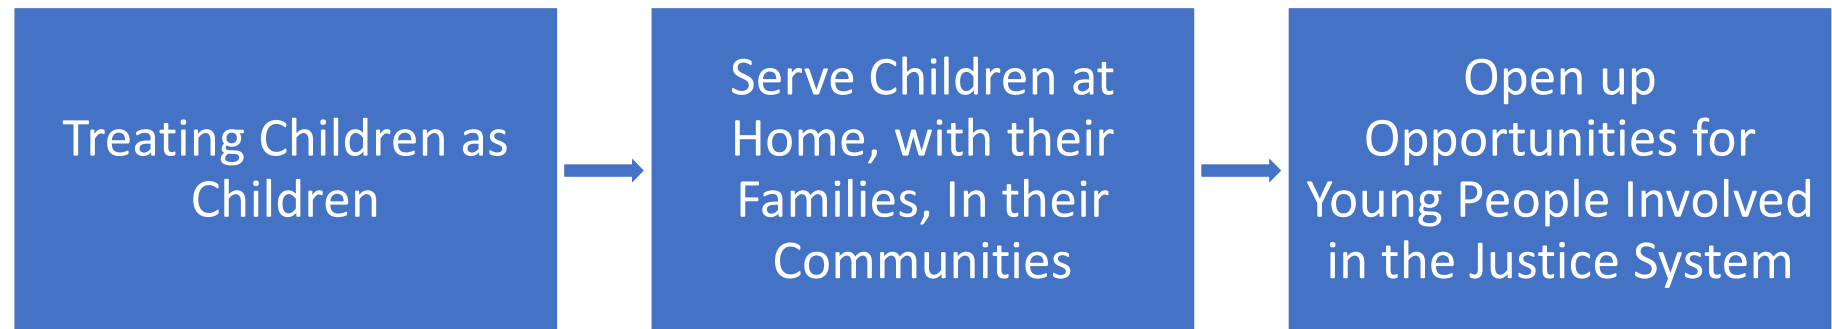 Treating Children as
Children
Serve Children at
Home, with their
Families, In their
Communities
Open up
Opportunities for
Young People Involved
in the Justice System